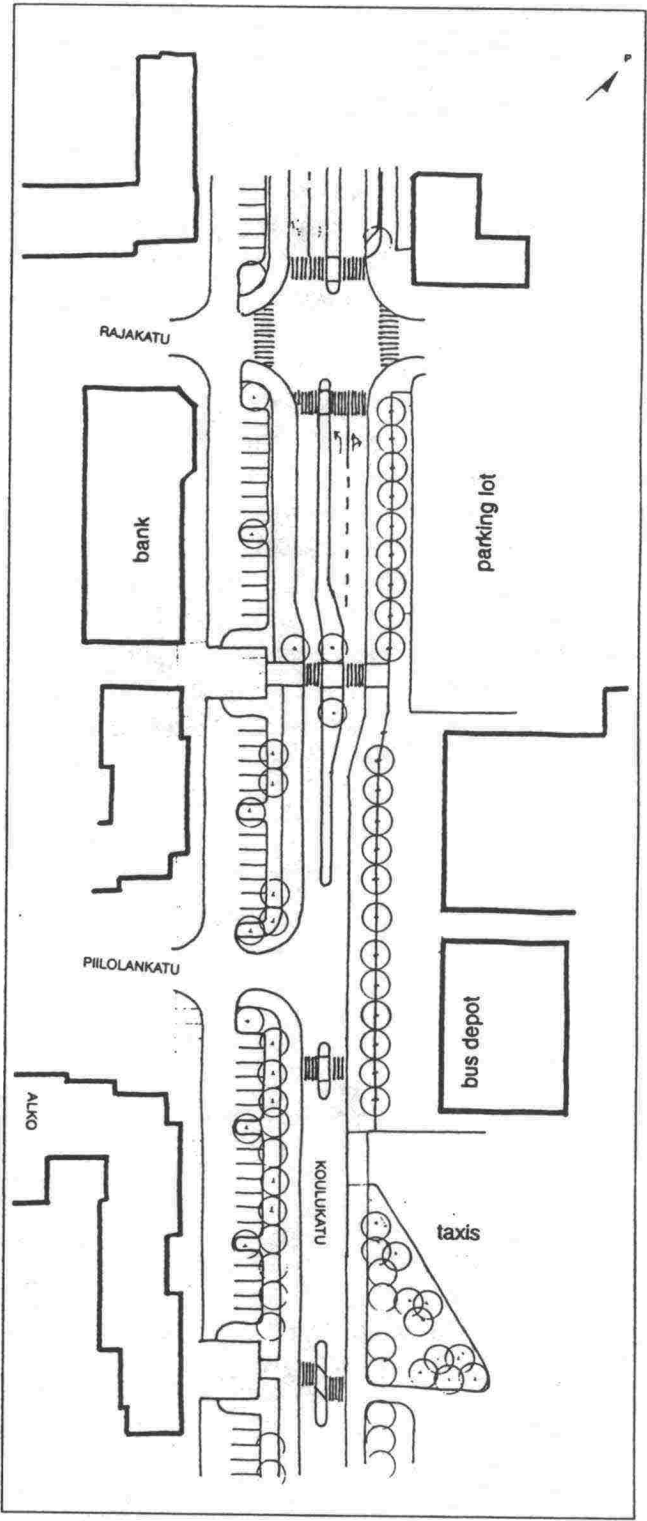 P
RAJAKATU
bank
parking lot
PIILOLANKATU
bus depot
ALKO
KOULUKATU
taxis